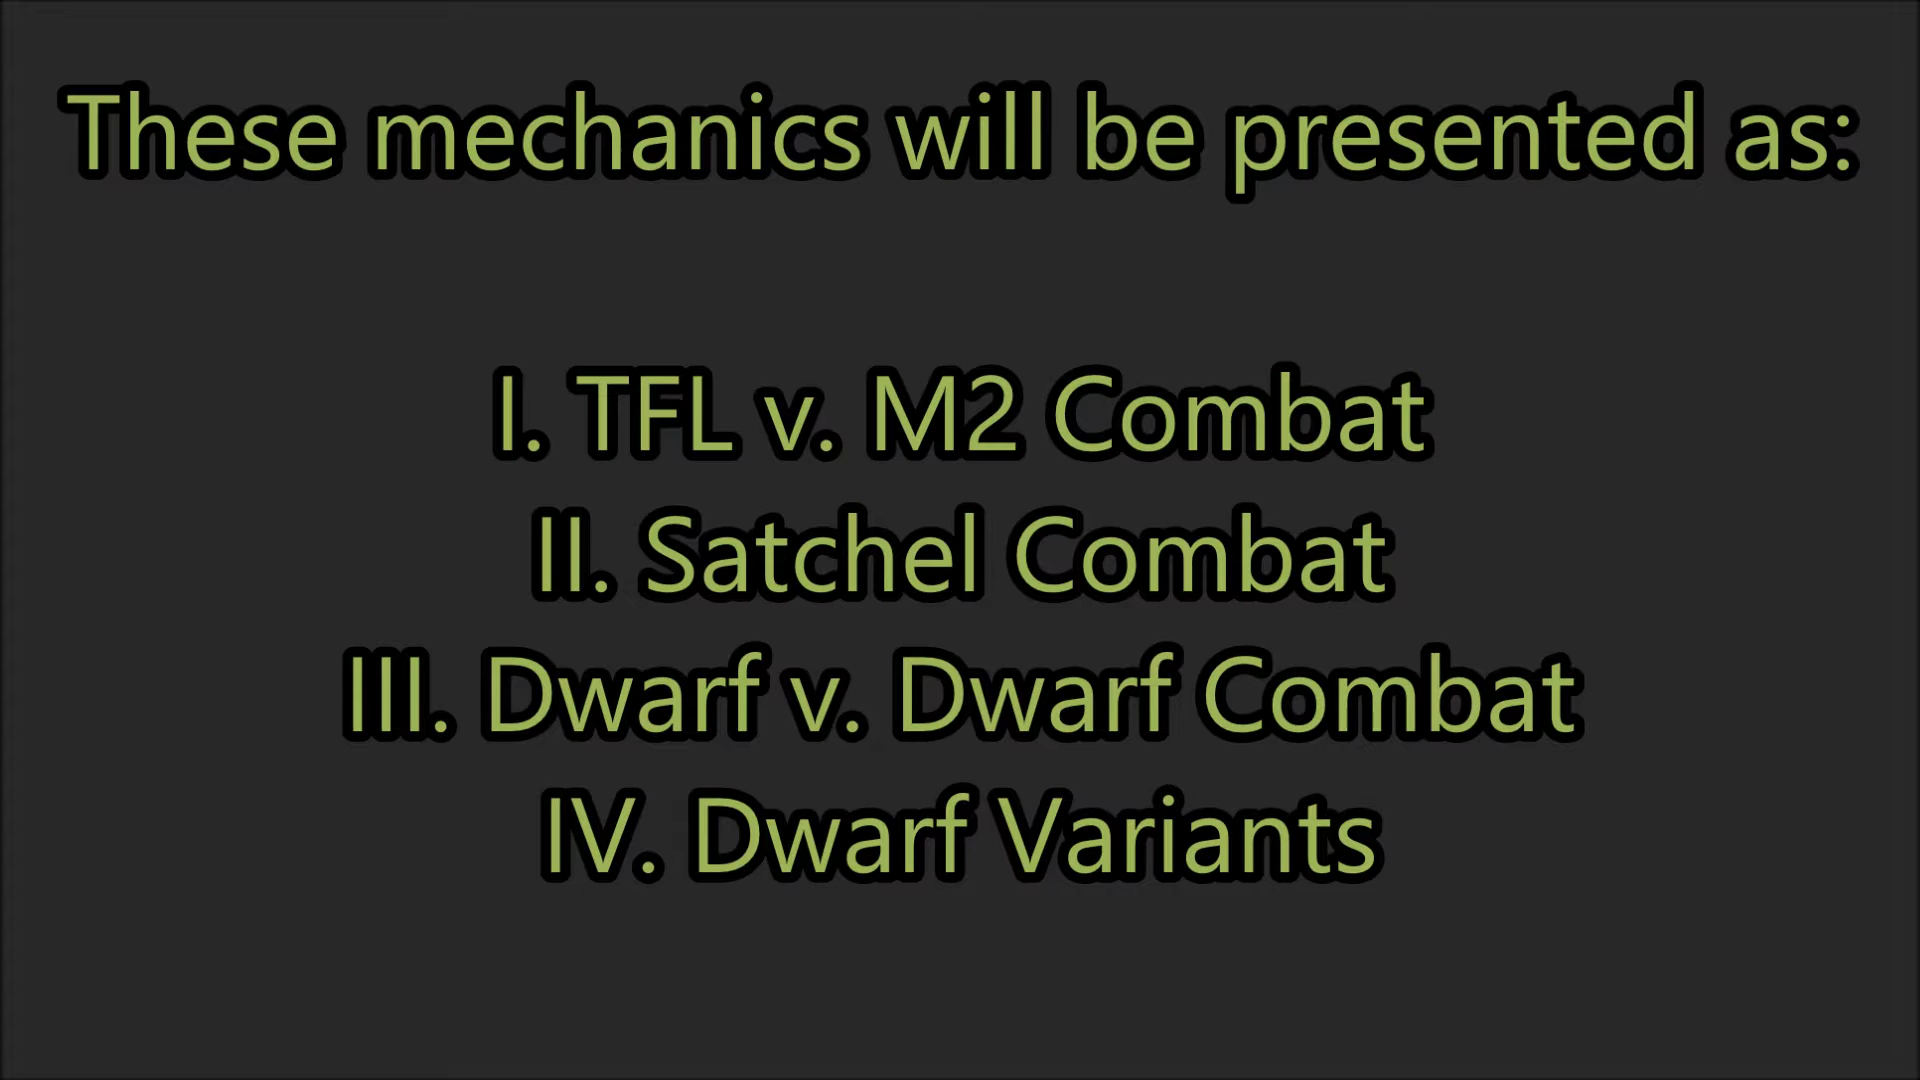 These mechanics will be presented as:
I. TFL v. M2 Combat
II. Satchel Combat
III. Dwarf v. Dwarf Combat
IV. Dwarf Variants